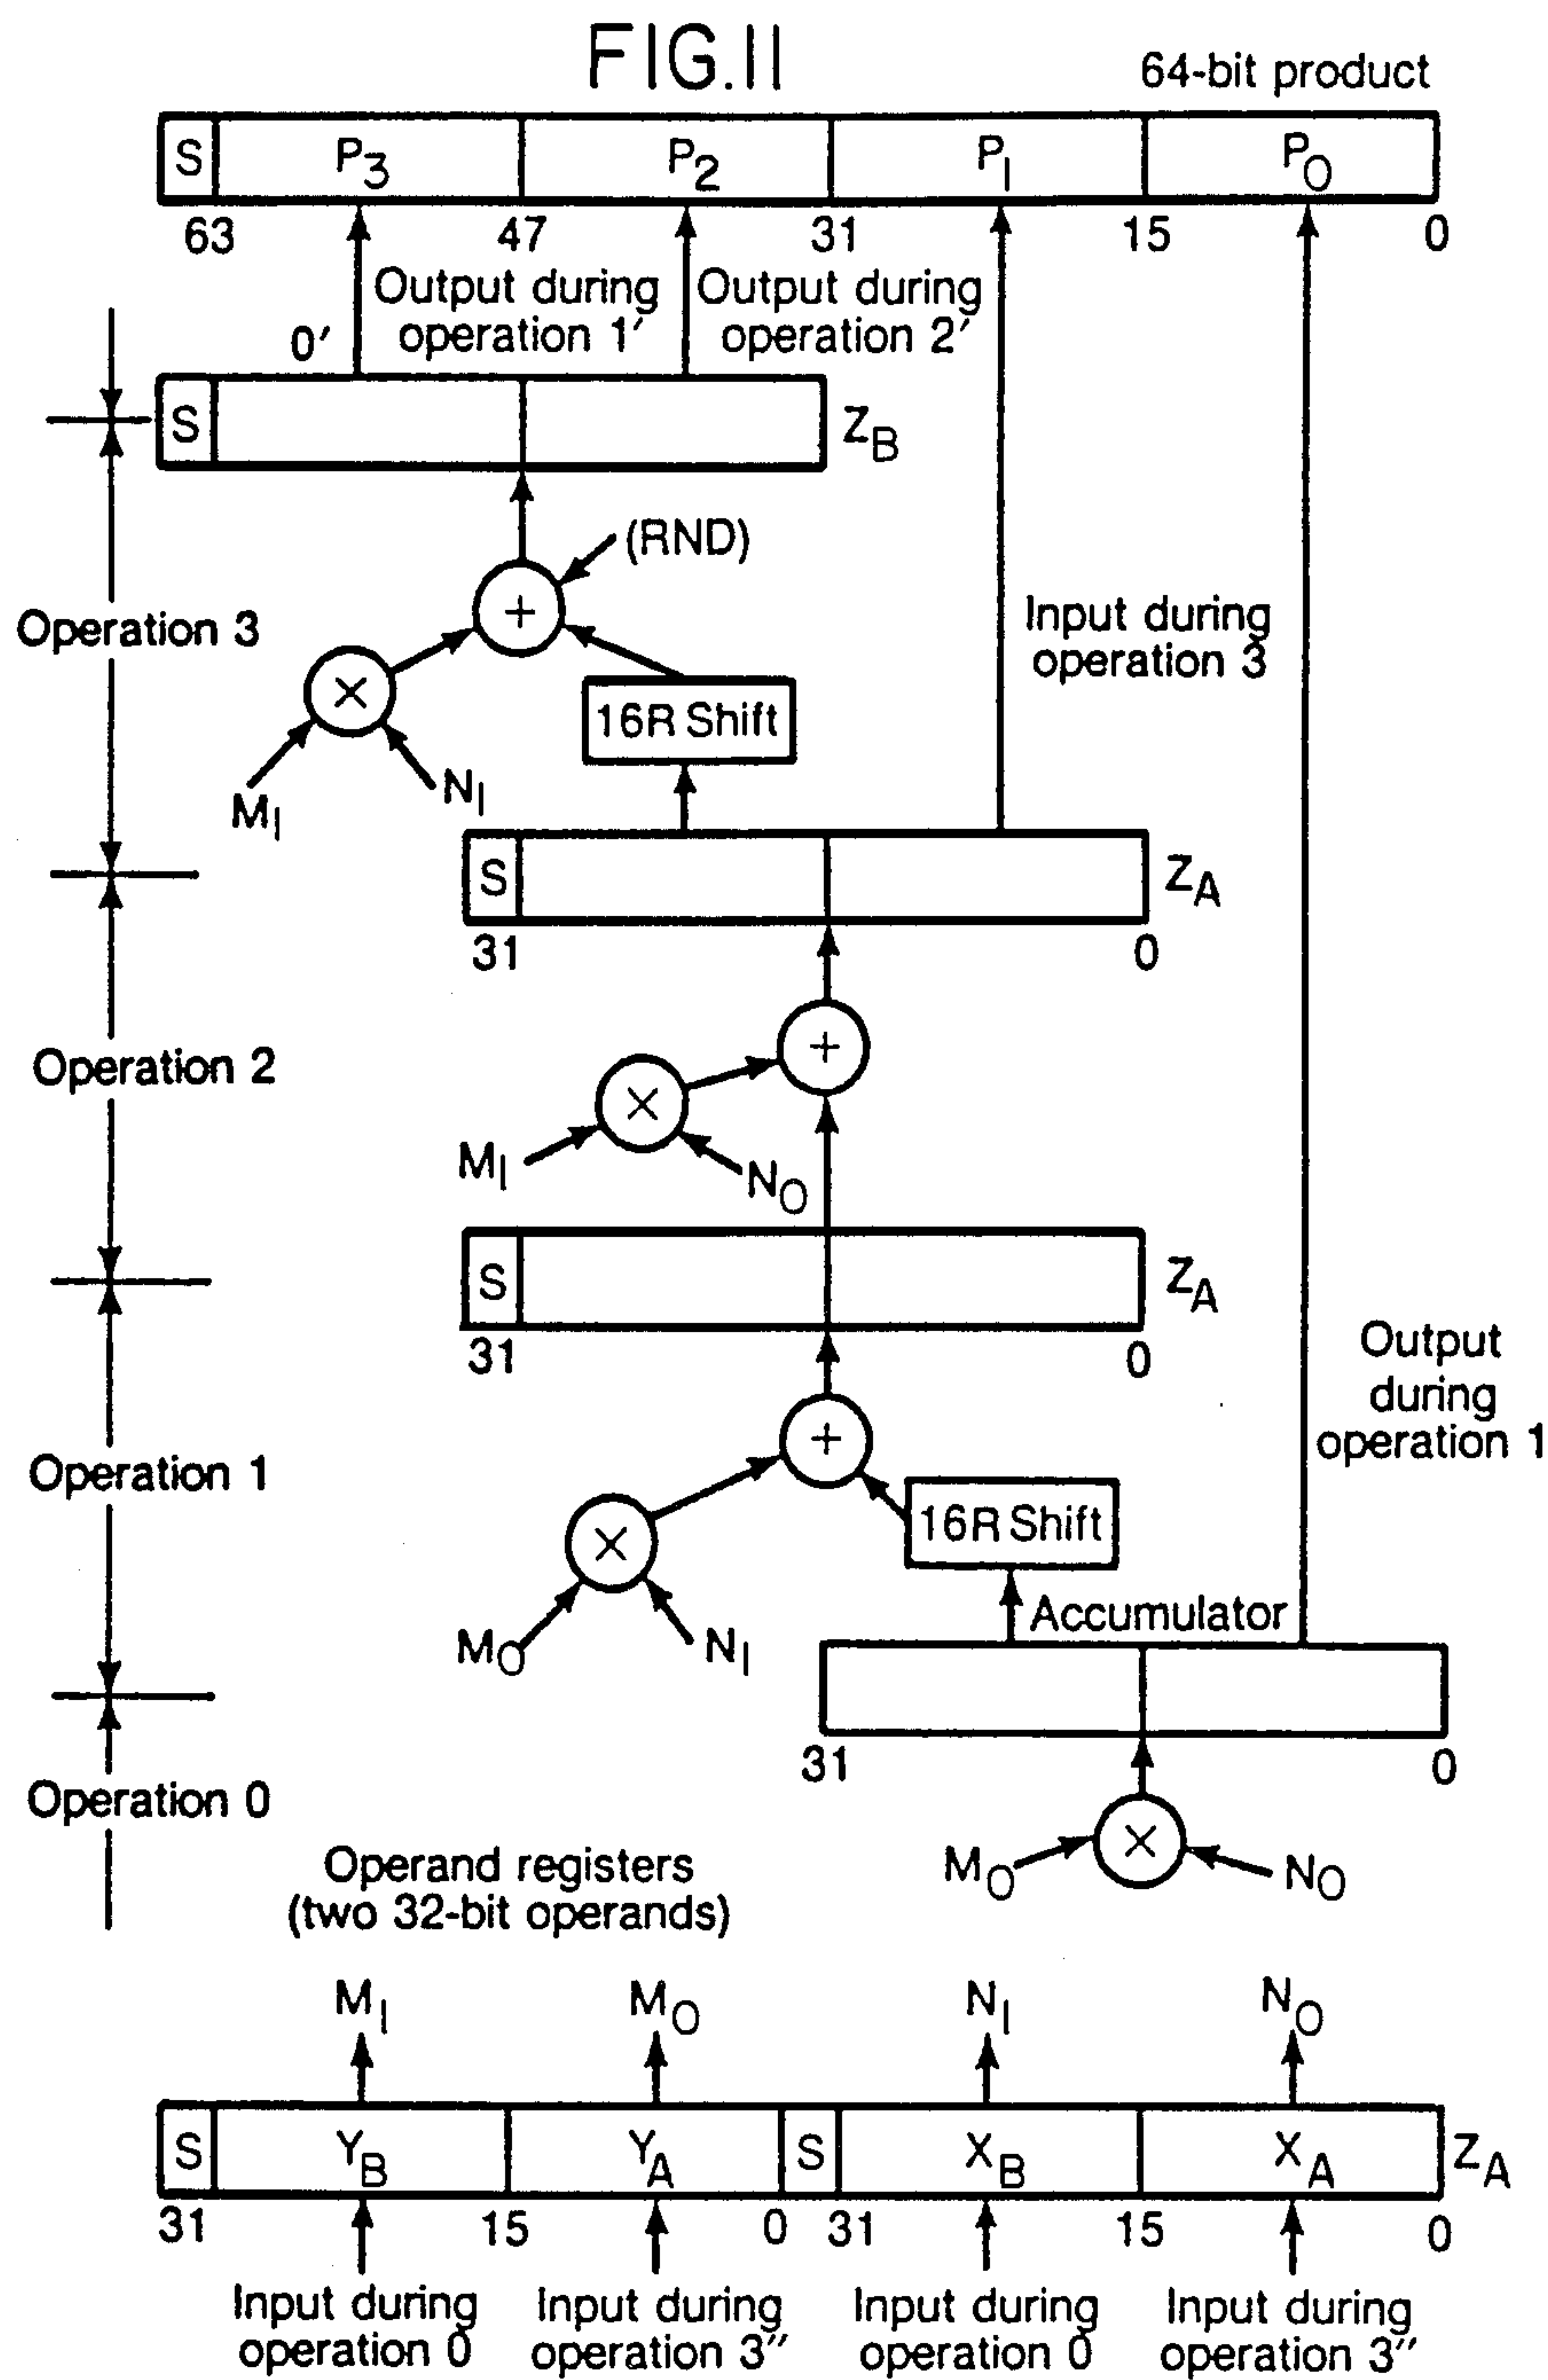 FIG.11
64-bit product
S P3 P2 P1 P0
63 47 31 15 0
Output during operation 1'
Output during operation 2'
0'
S ZB
(RND)
Operation 3
+
Input during operation 3
×
16R Shift
M1 N1
S ZA
31 0
+
Operation 2
×
M1 N0
S ZA
31 0
Output during operation 1
+
Operation 1
16R Shift
×
Accumulator
M0 N1
31 0
Operation 0
×
M0 N0
Operand registers
(two 32-bit operands)
M1 M0 N1 N0
S YB YA S XB XA ZA
31 15 0 31 15 0
Input during operation 0
Input during operation 3"
Input during operation 0
Input during operation 3"